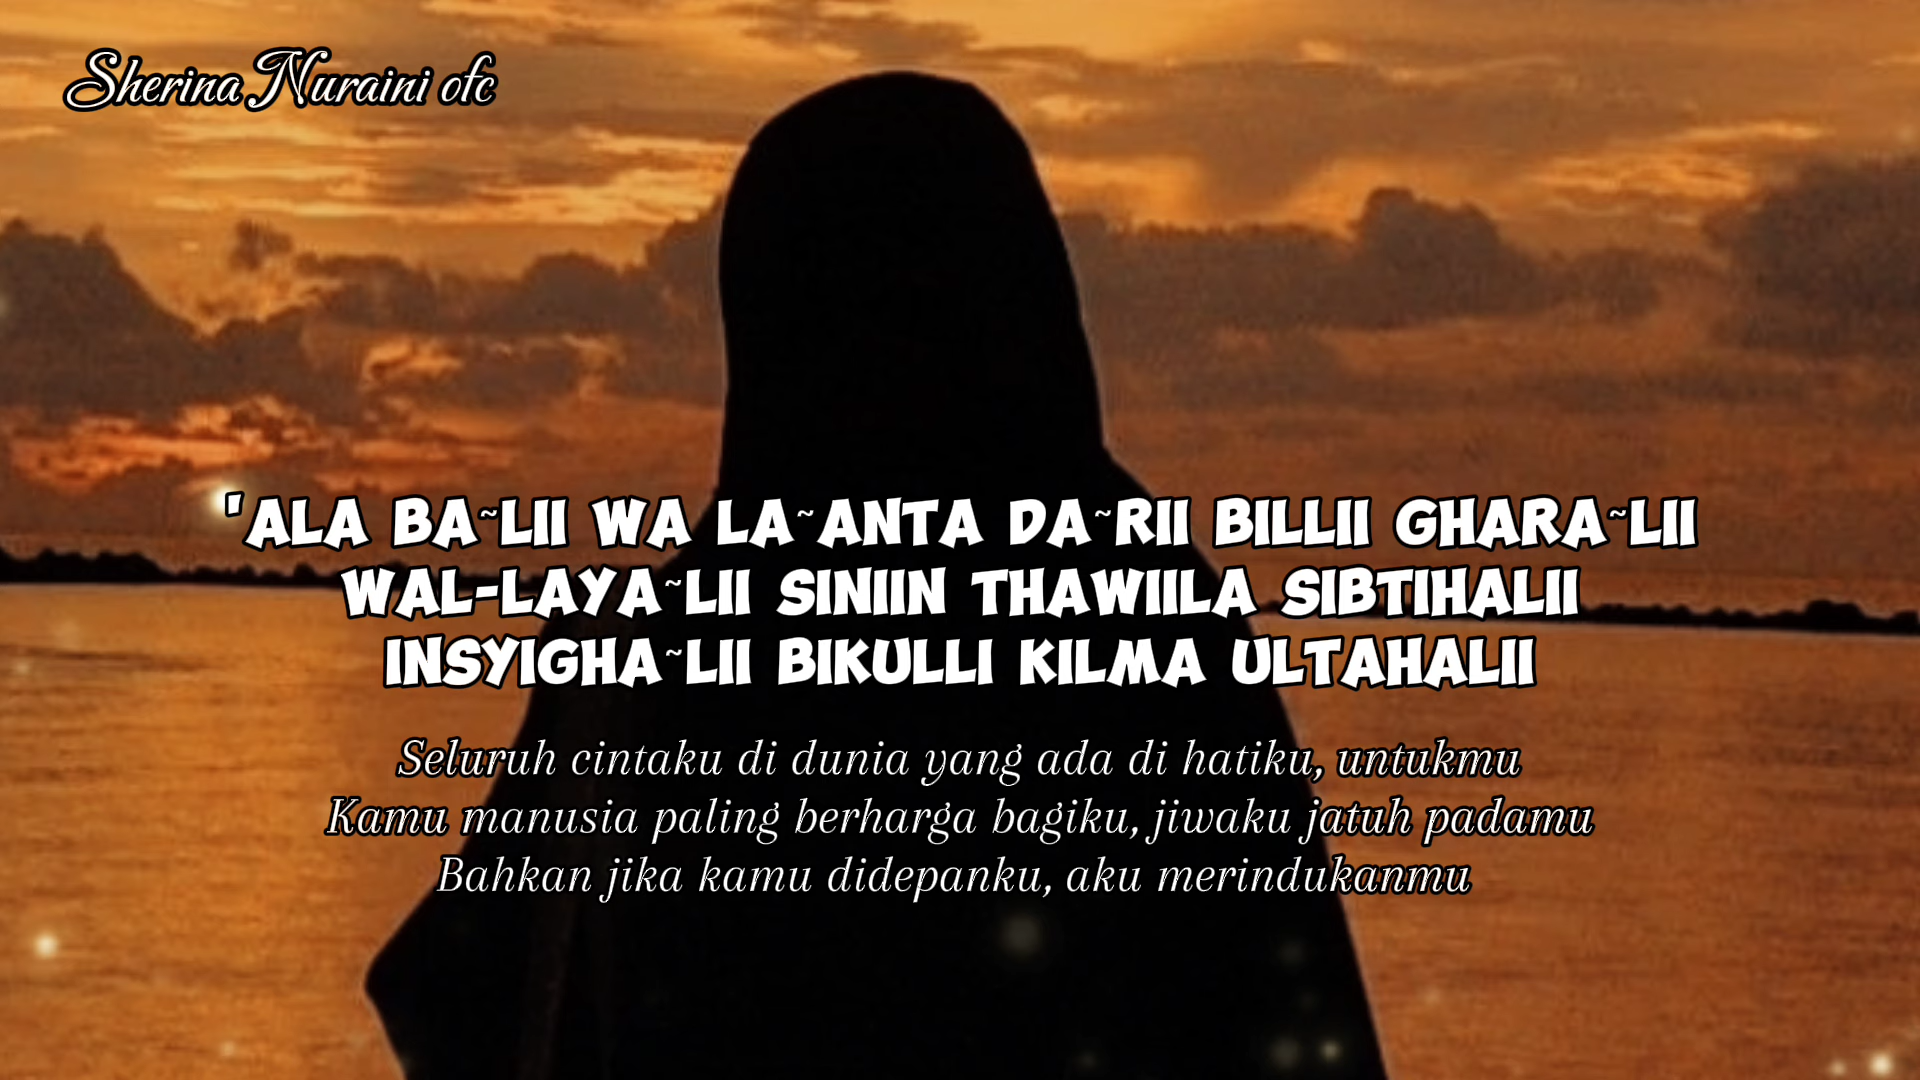 Sherina Nuraini ofc
'ALA BA~LII WA LA~ANTA DA~RII BILLII GHARA~LII
WAL-LAYA~LII SINIIN THAWIILA SIBTIHALII
INSYIGHA~LII BIKULLI KILMA ULTAHALII
Seluruh cintaku di dunia yang ada di hatiku, untukmu
Kamu manusia paling berharga bagiku, jiwaku jatuh padamu
Bahkan jika kamu didepanku, aku merindukanmu